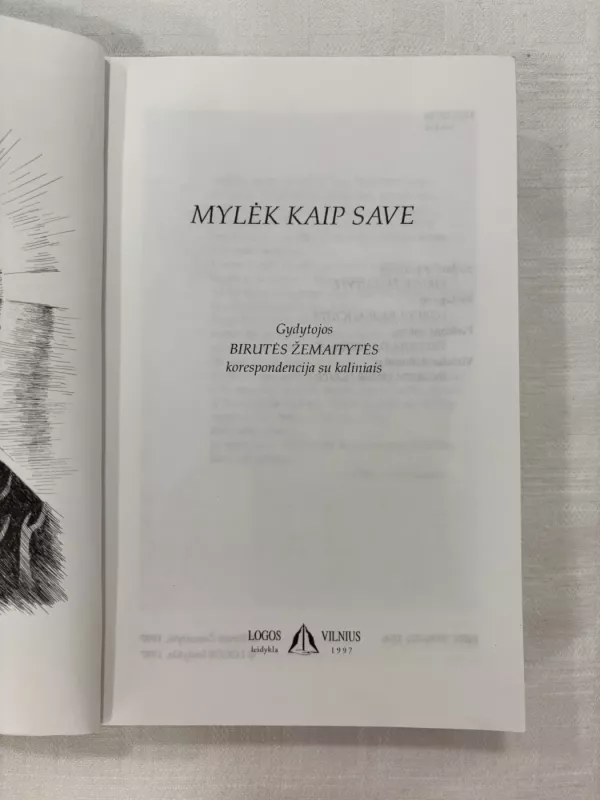 MYLĖK KAIP SAVE
Gydytojos
BIRUTĖS ŽEMAITYTĖS
korespondencija su kaliniais
LOGOS VILNIUS
leidykla 1997